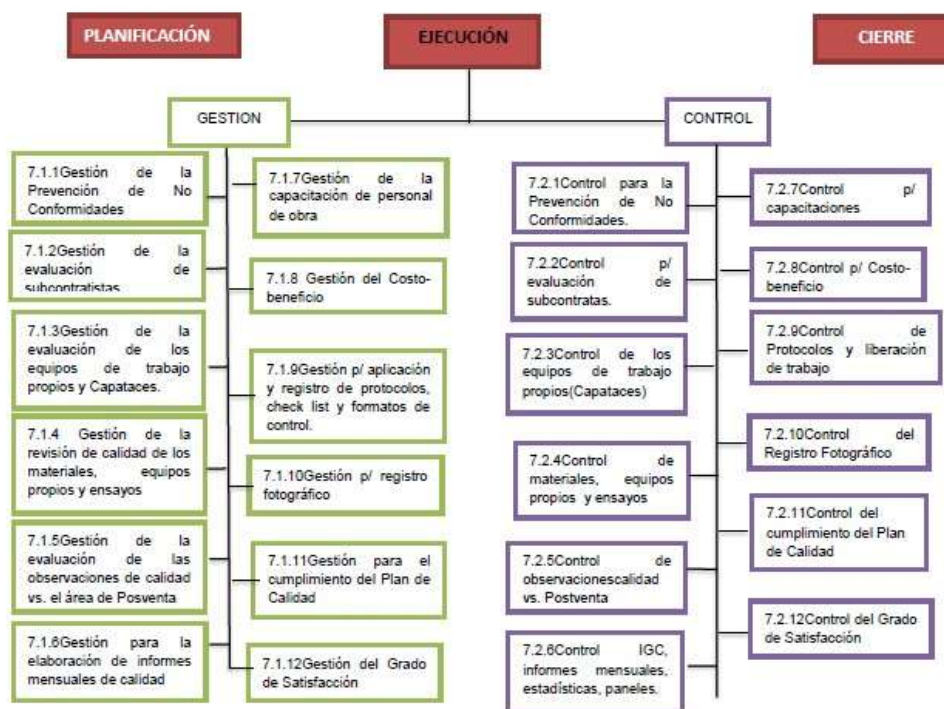 PLANIFICACIÓN
EJECUCIÓN
CIERRE
GESTION
CONTROL
7.1.1Gestión de la
Prevención de No
Conformidades
7.1.2Gestión de la
evaluación de
subcontratistas
7.1.3Gestión de la
evaluación de los
equipos de trabajo
propios y Capataces.
7.1.4 Gestión de la
revisión de calidad de los
materiales, equipos
propios y ensayos
7.1.5Gestión de la
evaluación de las
observaciones de calidad
vs. el área de Posventa
7.1.6Gestión para la
elaboración de informes
mensuales de calidad
7.1.7Gestión de la
capacitación de personal
de obra
7.1.8 Gestión del Costo-
beneficio
7.1.9Gestión p/ aplicación
y registro de protocolos,
check list y formatos de
control.
7.1.10Gestión p/ registro
fotográfico
7.1.11Gestión para el
cumplimiento del Plan de
Calidad
7.1.12Gestión del Grado
de Satisfacción
7.2.1Control para la
Prevención de No
Conformidades.
7.2.2Control p/
evaluación de
subcontratas.
7.2.3Control de los
equipos de trabajo
propios(Capataces)
7.2.4Control de
materiales, equipos
propios y ensayos
7.2.5Control de
observacionescalidad
vs. Postventa
7.2.6Control IGC,
informes mensuales,
estadísticas, paneles.
7.2.7Control p/
capacitaciones
7.2.8Control p/ Costo-
beneficio
7.2.9Control de
Protocolos y liberación
de trabajo
7.2.10Control del
Registro Fotográfico
7.2.11Control del
cumplimiento del Plan
de Calidad
7.2.12Control del Grado
de Satisfacción